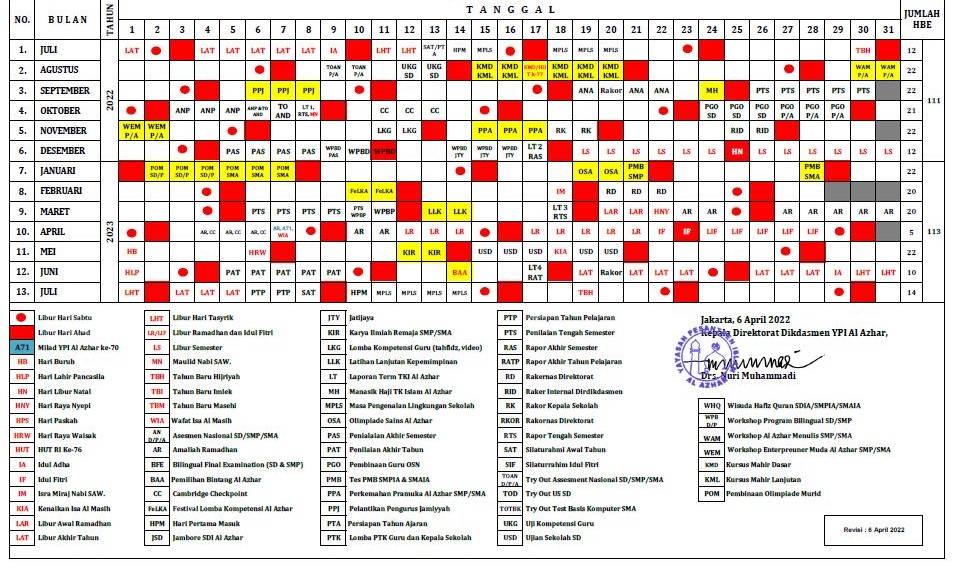 T A N G G A L
NO. B U L A N TAHUN 1 2 3 4 5 6 7 8 9 10 11 12 13 14 15 16 17 18 19 20 21 22 23 24 25 26 27 28 29 30 31 JUMLAH HBE
1. JULI LAT LAT LAT LAT LAT LAT IA LHT LHT SAT/PTA HPM MPLS MPLS MPLS MPLS TBH 12
2. AGUSTUS TOAN P/A TOAN P/A UKG SD UKG SD KMD KML KMD KML KMD KML KMD KML KMD KML WAM P/A WAM P/A 22
3. SEPTEMBER PPJ PPJ PPJ ANA Rakor ANA ANA MH PTS PTS PTS PTS PTS 22
2022 111
4. OKTOBER ANP ANP ANP TO AND LT 1, RTS, MN CC CC CC PGO SD PGO SD PGO P/A PGO P/A PGO P/A PGO P/A 21
5. NOVEMBER WEM P/A WEM P/A LKG LKG PPA PPA PPA RK RK RID RID 22
6. DESEMBER PAS PAS PAS PAS WPBD PAS WPBD WPBD WPBD WPBD JTY WPBD JTY LT 2 RAS LS LS LS LS LS LS HN LS LS LS LS LS 12
7. JANUARI POM SD/P POM SD/P POM SD/P POM SMA POM SMA POM SMA OSA OSA PMB SMP PMB SMA 22
8. FEBRUARI FeLKA FeLKA IM RD RD RD 20
9. MARET PTS PTS PTS PTS WPBP WPBP LLK LLK LT 3 RTS LAR LAR HNY AR AR AR AR AR AR AR 20
2023 113
10. APRIL AR, CC AR, CC AR, CC AR, CC AR, A71, WIA AR AR LR LR LR LR LR LR LR LR IF IF LIF LIF LIF LIF LIF 5
11. MEI HB HRW KIR KIR USD USD USD KIA USD USD 22
12. JUNI HLP PAT PAT PAT PAT PAT BAA LT4 RAT LAT Rakor LAT LAT LAT LAT LAT LAT IA LHT LHT 10
13. JULI LHT LAT LAT PTP PTP SAT HPM MPLS MPLS MPLS MPLS TBH 14
Libur Hari Sabtu
Libur Hari Ahad
A71 Milad YPI Al Azhar ke-70
HB Hari Buruh
HLP Hari Lahir Pancasila
HN Hari Libur Natal
HNY Hari Raya Nyepi
HPS Hari Paskah
HRW Hari Raya Waisak
HUT HUT RI Ke-76
IA Idul Adha
IF Idul Fitri
IM Isra Miraj Nabi SAW.
KIA Kenaikan Isa Al Masih
LAR Libur Awal Ramadhan
LAT Libur Akhir Tahun
LHT Libur Hari Tasyrik
LR/LIF Libur Ramadhan dan Idul Fitri
LS Libur Semester
MN Maulid Nabi SAW.
TBH Tahun Baru Hijriyah
TBI Tahun Baru Imlek
TBM Tahun Baru Masehi
WIA Wafat Isa Al Masih
AN D/P/A Asesmen Nasional SD/SMP/SMA
AR Amaliah Ramadhan
BFE Bilingual Final Examination (SD & SMP)
BAA Pemilihan Bintang Al Azhar
CC Cambridge Checkpoint
FeLKA Festival Lomba Kompetensi Al Azhar
HPM Hari Pertama Masuk
JSD Jambore SDI Al Azhar
JTY Jatijaya
KIR Karya Ilmiah Remaja SMP/SMA
LKG Lomba Kompetensi Guru (tahfidz, video)
LLK Latihan Lanjutan Kepemimpinan
LT Laporan Term TKI Al Azhar
MH Manasik Haji TK Islam Al Azhar
MPLS Masa Pengenalan Lingkungan Sekolah
OSA Olimpiade Sains Al Azhar
PAS Penialaian Akhir Semester
PAT Penilaian Akhir Tahun
PGO Pembinaan Guru OSN
PMB Tes PMB SMPIA & SMAIA
PPA Perkemahan Pramuka Al Azhar SMP/SMA
PPJ Pelantikan Pengurus Jamiyyah
PTA Persiapan Tahun Ajaran
PTK Lomba PTK Guru dan Kepala Sekolah
PTP Persiapan Tahun Pelajaran
PTS Penilaian Tengah Semester
RAS Rapor Akhir Semester
RATP Rapor Akhir Tahun Pelajaran
RD Rakernas Direktorat
RID Raker Internal Dirdikdasmen
RK Rakor Kepala Sekolah
RKOR Rakornas Direktorat
RTS Rapor Tengah Semester
SAT Silaturrahmi Awal Tahun
SIF Silaturrahim Idul Fitri
TOAN D/P/A Try Out Assesment Nasional SD/SMP/SMA
TOD Try Out US SD
TOTBK Try Out Test Basis Komputer SMA
UKG Uji Kompetensi Guru
USD Ujian Sekolah SD
Jakarta, 6 April 2022
Kepala Direktorat Dikdasmen YPI Al Azhar,
YAYASAN PESANTREN ISLAM AL AZHAR
Drs. Nuri Muhammadi
WHQ Wisuda Hafiz Quran SDIA/SMPIA/SMAIA
WPB D/P Workshop Program Bilingual SD/SMP
WAM Workshop Al Azhar Menulis SMP/SMA
WEM Workshop Enterpreuner Muda Al Azhar SMP/SMA
KMD Kursus Mahir Dasar
KML Kursus Mahir Lanjutan
POM Pembinaan Olimpiade Murid
Revisi : 6 April 2022